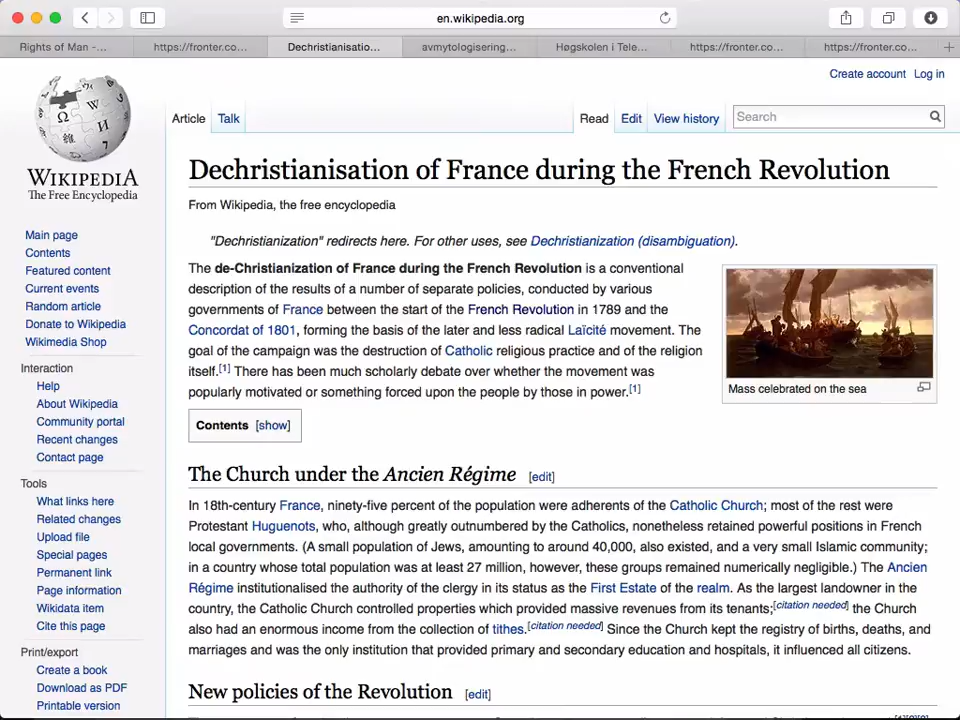 en.wikipedia.org
Rights of Man -...
https://fronter.co...
Dechristianisatio...
avmytologisering...
Høgskolen i Tele...
https://fronter.co...
https://fronter.co...
Create account Log in
Article Talk
Read Edit View history
Search
WIKIPEDIA
The Free Encyclopedia
Main page
Contents
Featured content
Current events
Random article
Donate to Wikipedia
Wikimedia Shop
Interaction
Help
About Wikipedia
Community portal
Recent changes
Contact page
Tools
What links here
Related changes
Upload file
Special pages
Permanent link
Page information
Wikidata item
Cite this page
Print/export
Create a book
Download as PDF
Printable version
Dechristianisation of France during the French Revolution
From Wikipedia, the free encyclopedia
"Dechristianization" redirects here. For other uses, see Dechristianization (disambiguation).
The de-Christianization of France during the French Revolution is a conventional
description of the results of a number of separate policies, conducted by various
governments of France between the start of the French Revolution in 1789 and the
Concordat of 1801, forming the basis of the later and less radical Laïcité movement. The
goal of the campaign was the destruction of Catholic religious practice and of the religion
itself.[1] There has been much scholarly debate over whether the movement was
popularly motivated or something forced upon the people by those in power.[1]
Mass celebrated on the sea
Contents [show]
The Church under the Ancien Régime [edit]
In 18th-century France, ninety-five percent of the population were adherents of the Catholic Church; most of the rest were
Protestant Huguenots, who, although greatly outnumbered by the Catholics, nonetheless retained powerful positions in French
local governments. (A small population of Jews, amounting to around 40,000, also existed, and a very small Islamic community;
in a country whose total population was at least 27 million, however, these groups remained numerically negligible.) The Ancien
Régime institutionalised the authority of the clergy in its status as the First Estate of the realm. As the largest landowner in the
country, the Catholic Church controlled properties which provided massive revenues from its tenants;[citation needed] the Church
also had an enormous income from the collection of tithes.[citation needed] Since the Church kept the registry of births, deaths, and
marriages and was the only institution that provided primary and secondary education and hospitals, it influenced all citizens.
New policies of the Revolution [edit]